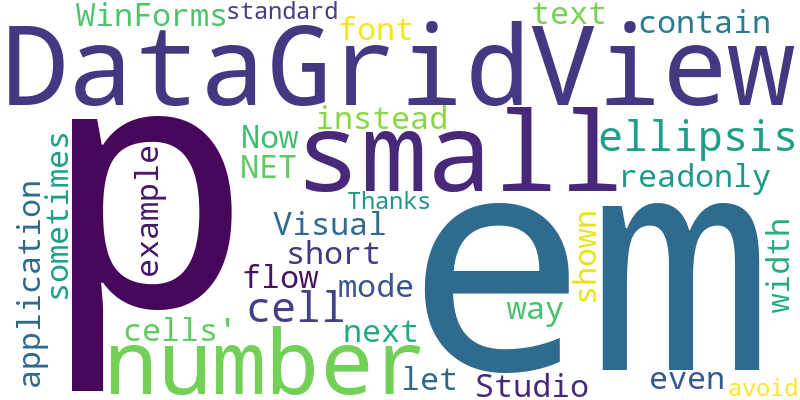 WinForms
standard
font
text
contain
DataGridView
p
instead
small
ellipsis
Now
NET
readonly
sometimes
example
application
Thanks
Visual
em
short
shown
width
flow
mode
cell
way
cells'
next
number
let
Studio
even
avoid